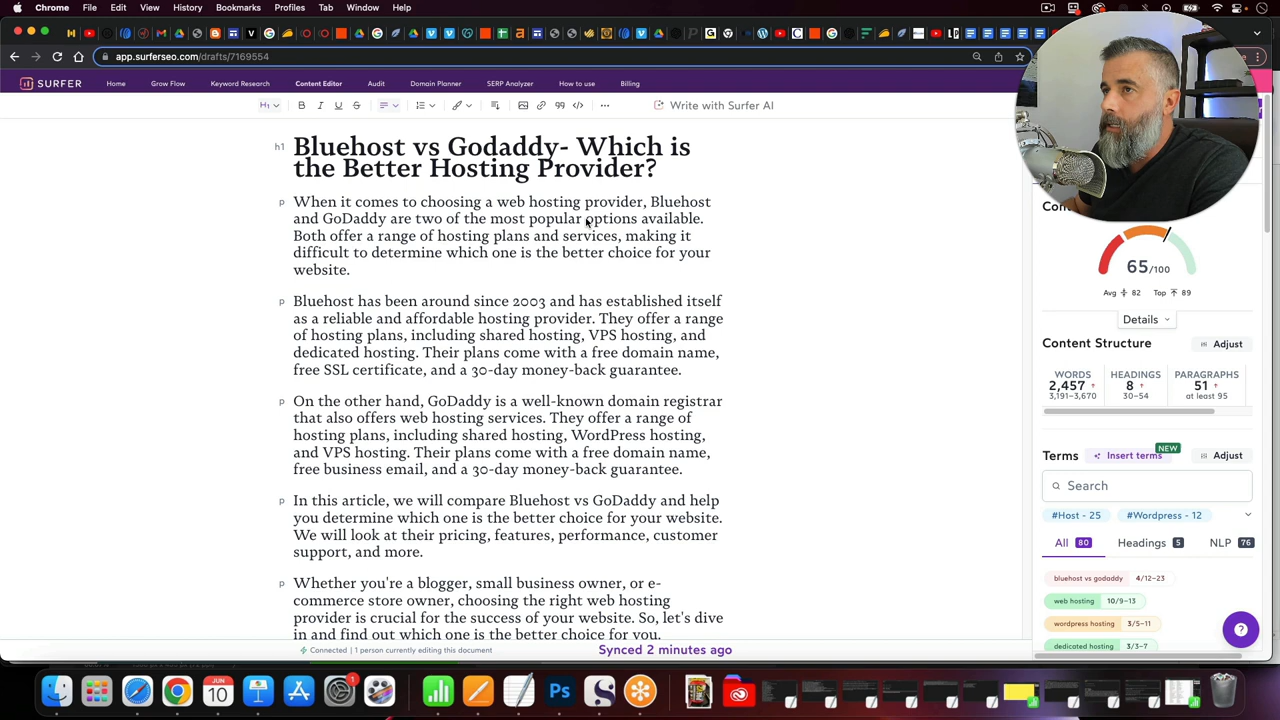 Chrome File Edit View History Bookmarks Profiles Tab Window Help
app.surferseo.com/drafts/7169554
SURFER Home Grow Flow Keyword Research Content Editor Audit Domain Planner SERP Analyzer How to use Billing
H1 B I U S Write with Surfer AI
h1 Bluehost vs Godaddy- Which is
the Better Hosting Provider?
p When it comes to choosing a web hosting provider, Bluehost
and GoDaddy are two of the most popular options available.
Both offer a range of hosting plans and services, making it
difficult to determine which one is the better choice for your
website.
p Bluehost has been around since 2003 and has established itself
as a reliable and affordable hosting provider. They offer a range
of hosting plans, including shared hosting, VPS hosting, and
dedicated hosting. Their plans come with a free domain name,
free SSL certificate, and a 30-day money-back guarantee.
p On the other hand, GoDaddy is a well-known domain registrar
that also offers web hosting services. They offer a range of
hosting plans, including shared hosting, WordPress hosting,
and VPS hosting. Their plans come with a free domain name,
free business email, and a 30-day money-back guarantee.
p In this article, we will compare Bluehost vs GoDaddy and help
you determine which one is the better choice for your website.
We will look at their pricing, features, performance, customer
support, and more.
p Whether you're a blogger, small business owner, or e-
commerce store owner, choosing the right web hosting
provider is crucial for the success of your website. So, let's dive
in and find out which one is the better choice for you.
Connected | 1 person currently editing this document Synced 2 minutes ago
65/100
Avg 82 Top 89
Details
Content Structure Adjust
WORDS HEADINGS PARAGRAPHS
2,457 8 51
3,191–3,670 30–54 at least 95
NEW
Terms Insert terms Adjust
Search
#Host - 25 #Wordpress - 12
All 80 Headings 5 NLP 76
bluehost vs godaddy 4/12–23
web hosting 10/9–13
wordpress hosting 3/5–11
dedicated hosting 3/3–7
JUN
10
1